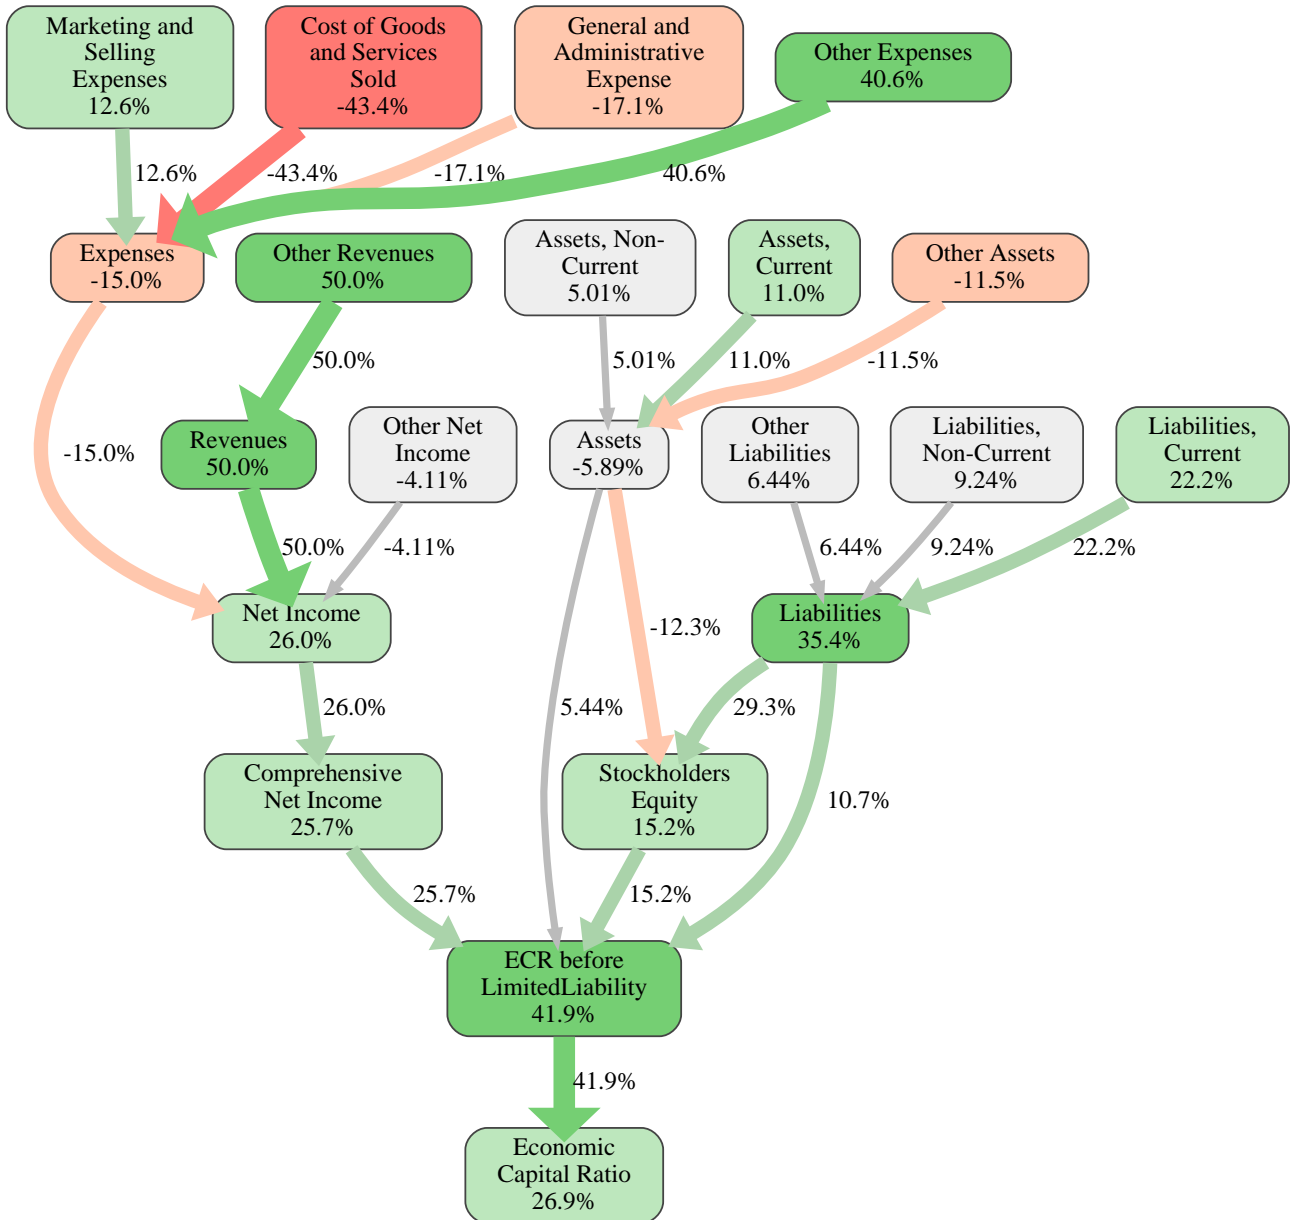 Marketing and
Selling
Expenses
12.6%
Cost of Goods
and Services
Sold
-43.4%
General and
Administrative
Expense
-17.1%
Other Expenses
40.6%
12.6%
-43.4%
-17.1%
40.6%
Expenses
-15.0%
Other Revenues
50.0%
Assets, Non-
Current
5.01%
Assets,
Current
11.0%
Other Assets
-11.5%
50.0%
5.01%
11.0%
-11.5%
Revenues
50.0%
Other Net
Income
-4.11%
Assets
-5.89%
Other
Liabilities
6.44%
Liabilities,
Non-Current
9.24%
Liabilities,
Current
22.2%
-15.0%
50.0%
-4.11%
6.44%
9.24%
22.2%
Net Income
26.0%
-12.3%
Liabilities
35.4%
26.0%
5.44%
29.3%
Comprehensive
Net Income
25.7%
Stockholders
Equity
15.2%
10.7%
25.7%
15.2%
ECR before
LimitedLiability
41.9%
41.9%
Economic
Capital Ratio
26.9%